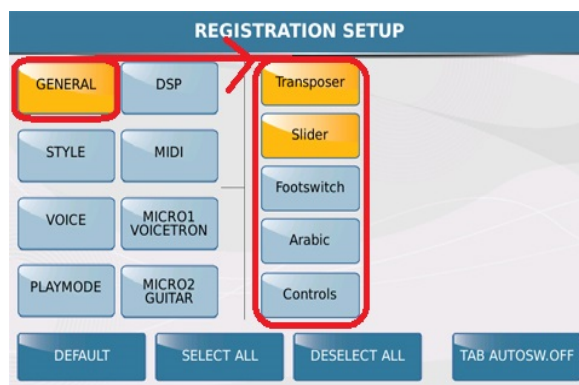 REGISTRATION SETUP
GENERAL
DSP
STYLE
MIDI
VOICE
MICRO1
VOICETRON
PLAYMODE
MICRO2
GUITAR
Transposer
Slider
Footswitch
Arabic
Controls
DEFAULT
SELECT ALL
DESELECT ALL
TAB AUTOSW.OFF